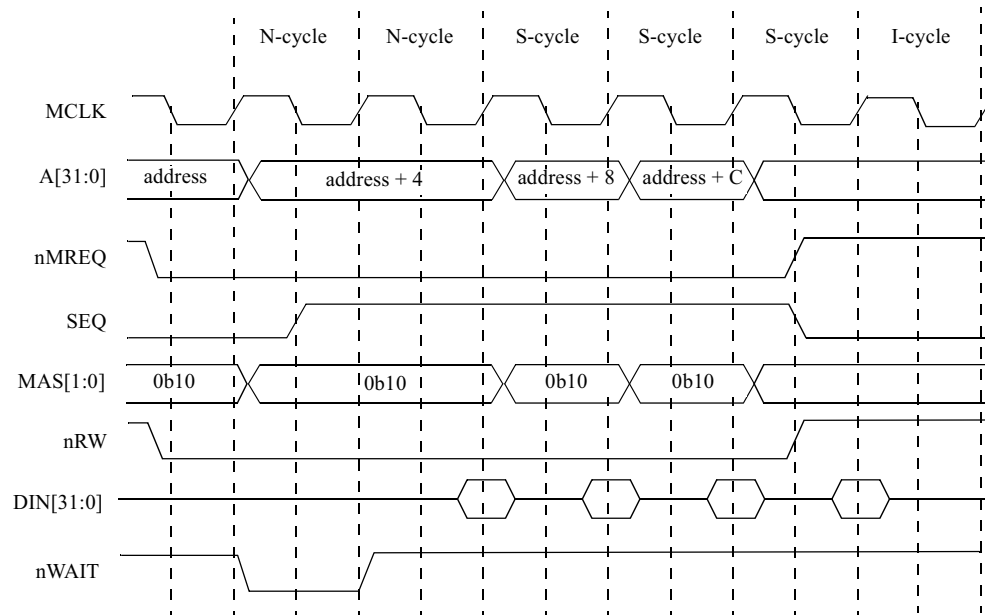 N-cycle N-cycle S-cycle S-cycle S-cycle I-cycle
MCLK
A[31:0] address address + 4 address + 8 address + C
nMREQ
SEQ
MAS[1:0] 0b10 0b10 0b10 0b10
nRW
DIN[31:0]
nWAIT